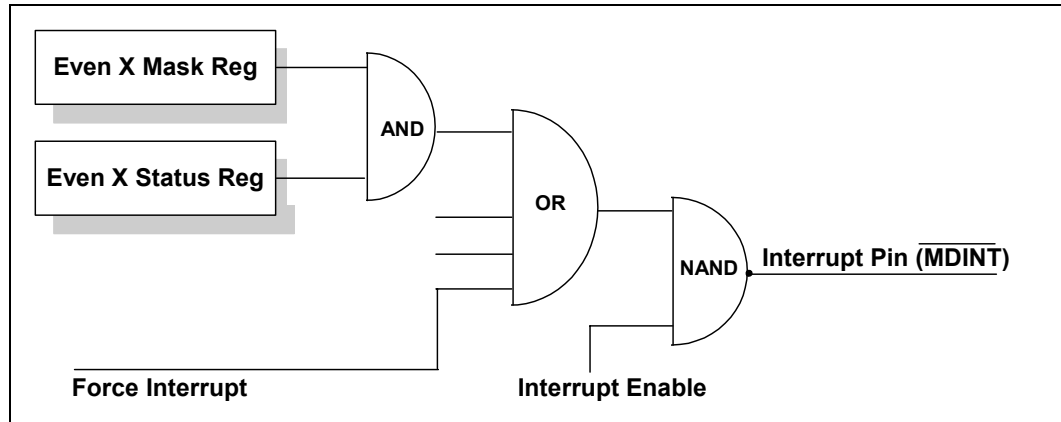 Even X Mask Reg
AND
Even X Status Reg
OR
NAND
Interrupt Pin (MDINT)
Force Interrupt
Interrupt Enable